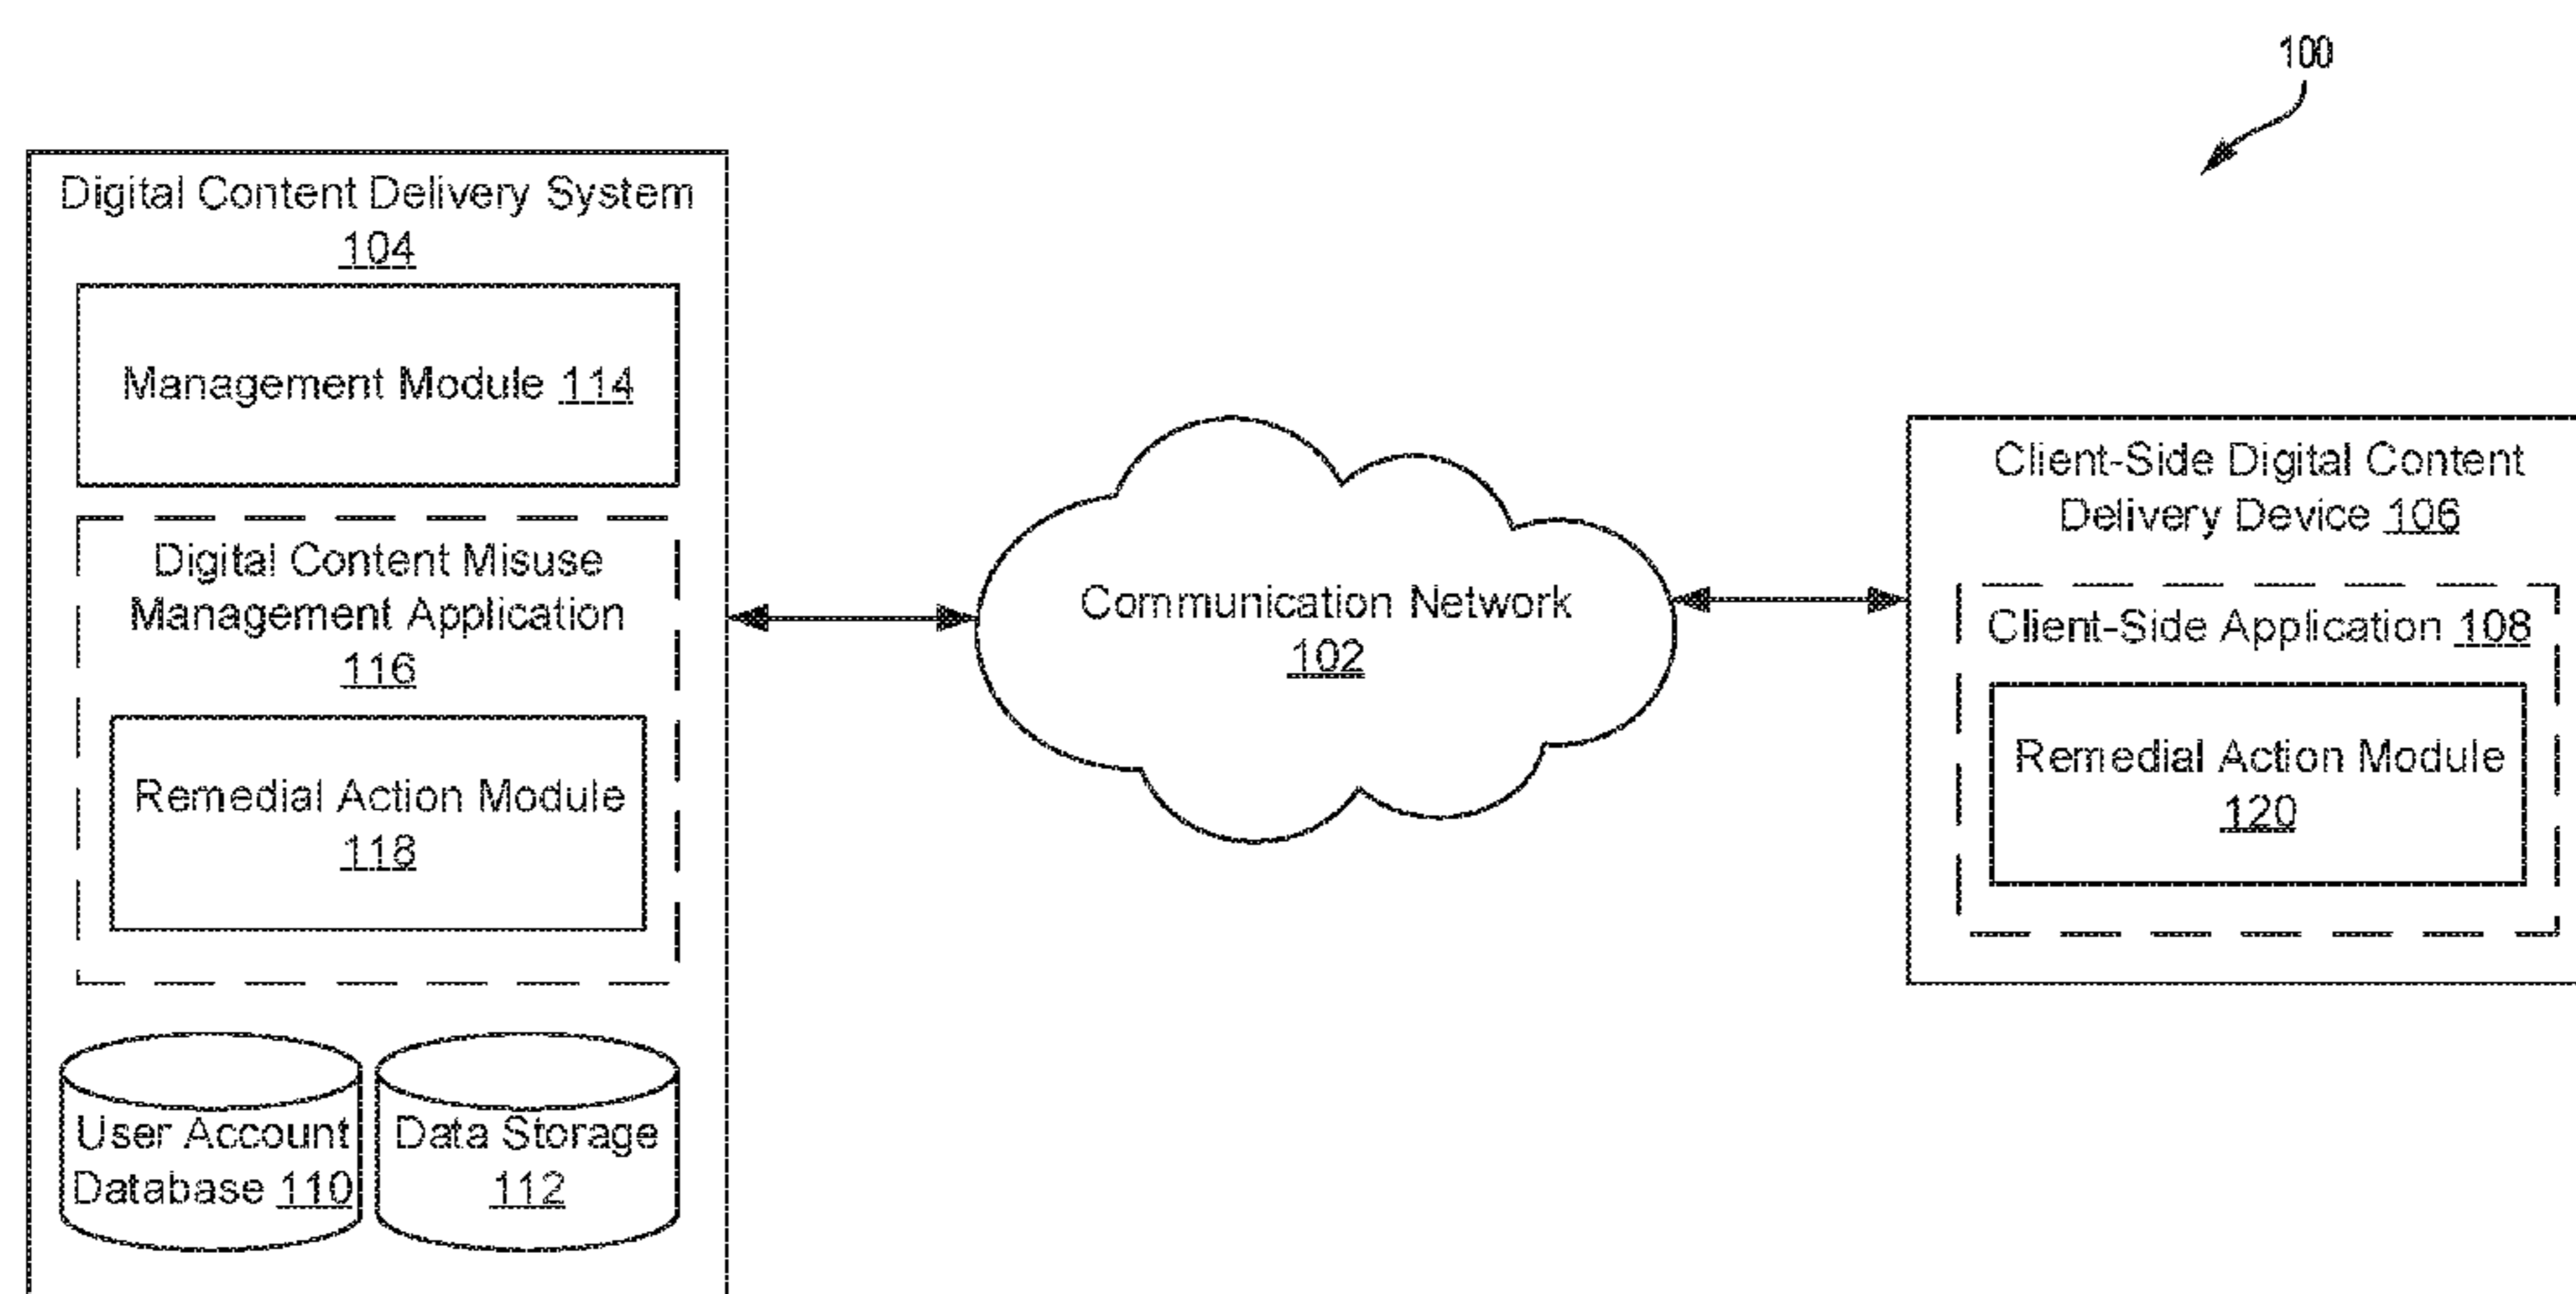 100
Digital Content Delivery System
104
Management Module 114
Digital Content Misuse
Management Application
116
Remedial Action Module
118
User Account
Database 110
Data Storage
112
Communication Network
102
Client-Side Digital Content
Delivery Device 106
Client-Side Application 108
Remedial Action Module
120